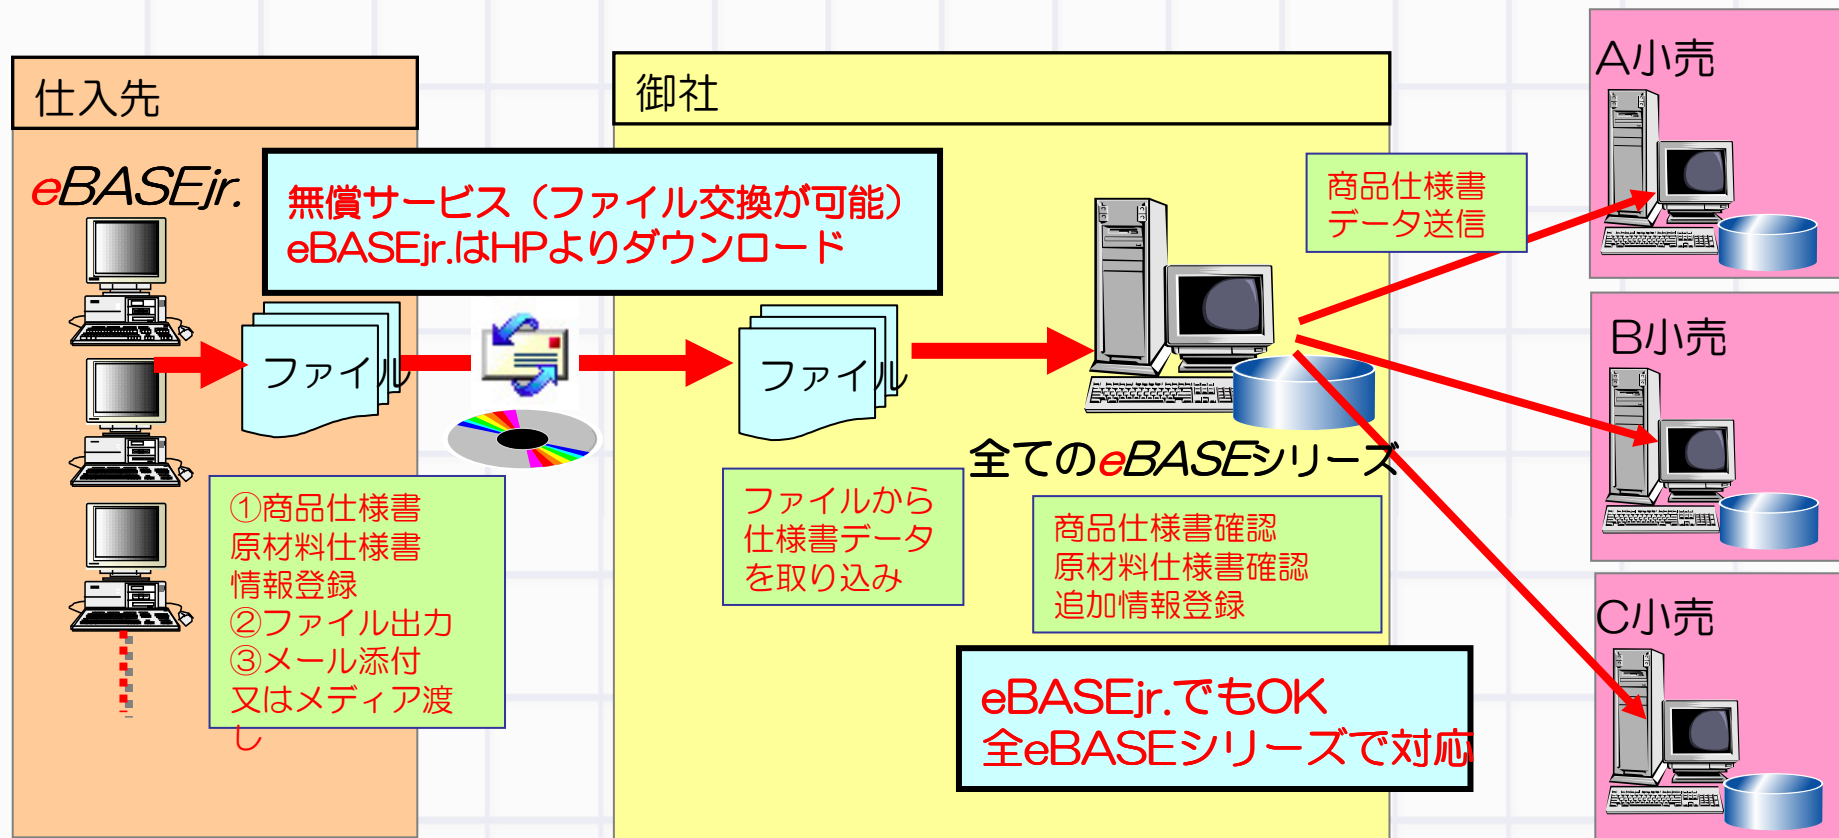 仕入先
eBASEjr.
無償サービス（ファイル交換が可能）
eBASEjr.はHPよりダウンロード
ファイル
①商品仕様書
原材料仕様書
情報登録
②ファイル出力
③メール添付
又はメディア渡
し
御社
ファイル
ファイルから
仕様書データ
を取り込み
全てのeBASEシリーズ
商品仕様書確認
原材料仕様書確認
追加情報登録
eBASEjr.でもOK
全eBASEシリーズで対応
商品仕様書
データ送信
A小売
B小売
C小売